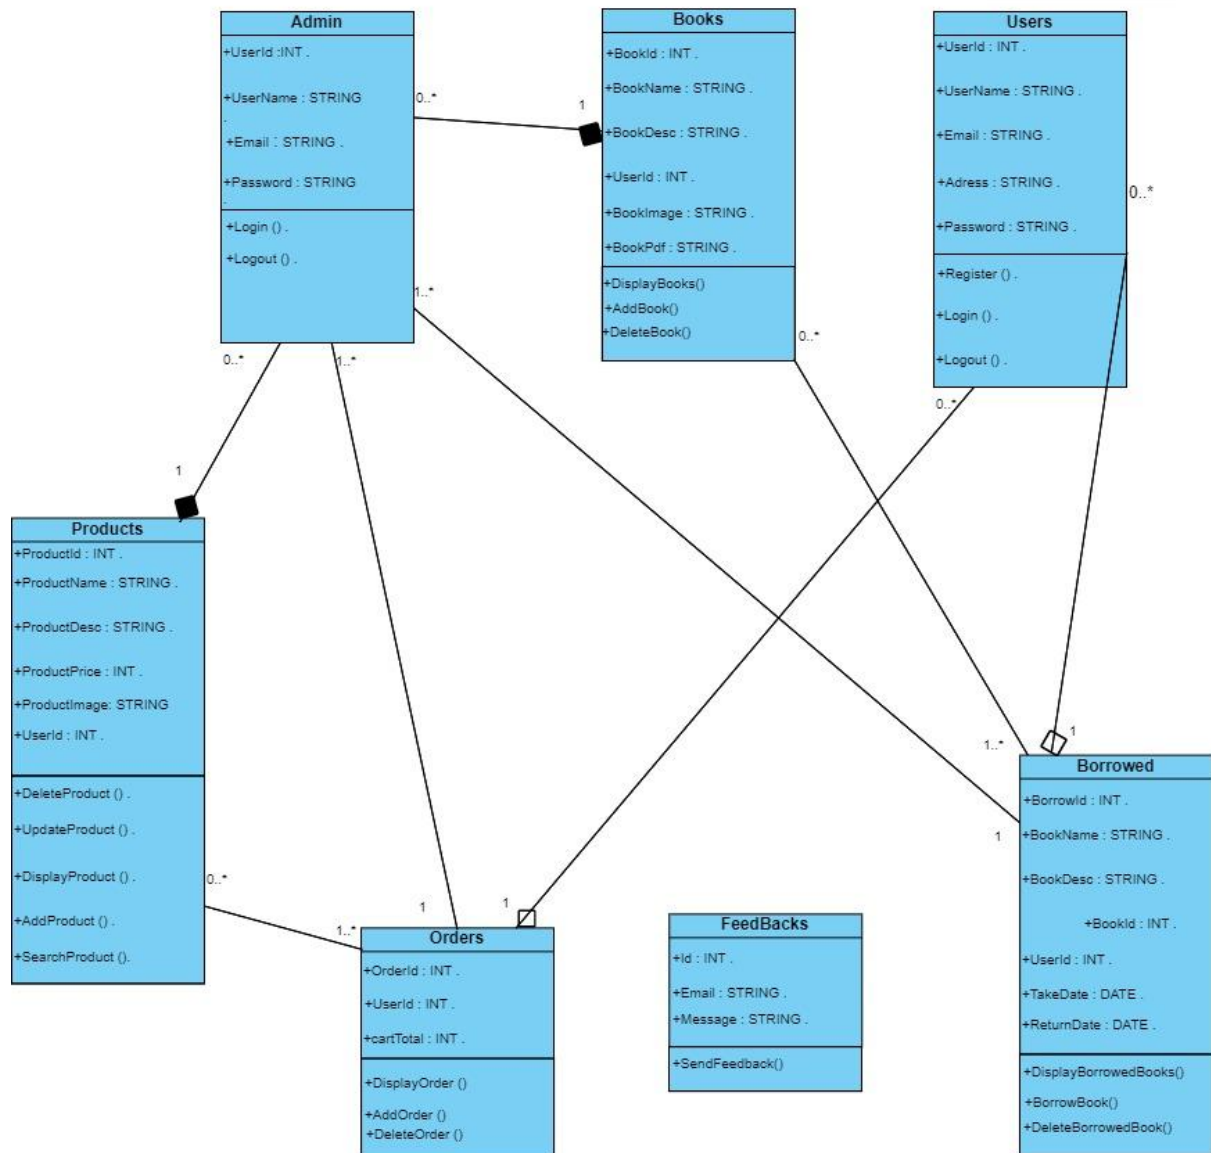 Admin
+UserId :INT .
+UserName : STRING
.
+Email : STRING .
+Password : STRING
.
+Login () .
+Logout () .
Books
+BookId : INT .
+BookName : STRING .
+BookDesc : STRING .
+UserId : INT .
+BookImage : STRING .
+BookPdf : STRING .
+DisplayBooks()
+AddBook()
+DeleteBook()
Users
+UserId : INT .
+UserName : STRING .
+Email : STRING .
+Adress : STRING .
+Password : STRING .
+Register () .
+Login () .
+Logout () .
0..*
1
0..*
1..*
0..*
0..*
1..*
0..*
1
Products
+ProductId : INT .
+ProductName : STRING .
+ProductDesc : STRING .
+ProductPrice : INT .
+ProductImage: STRING
+UserId : INT .
+DeleteProduct () .
+UpdateProduct () .
+DisplayProduct () .
+AddProduct () .
+SearchProduct ().
0..*
1..*
1
1
Orders
+OrderId : INT .
+UserId : INT .
+cartTotal : INT .
+DisplayOrder ()
+AddOrder ()
+DeleteOrder ()
FeedBacks
+Id : INT .
+Email : STRING .
+Message : STRING .
+SendFeedback()
1..*
1
1
Borrowed
+BorrowId : INT .
+BookName : STRING .
+BookDesc : STRING .
+BookId : INT .
+UserId : INT .
+TakeDate : DATE .
+ReturnDate : DATE .
+DisplayBorrowedBooks()
+BorrowBook()
+DeleteBorrowedBook()